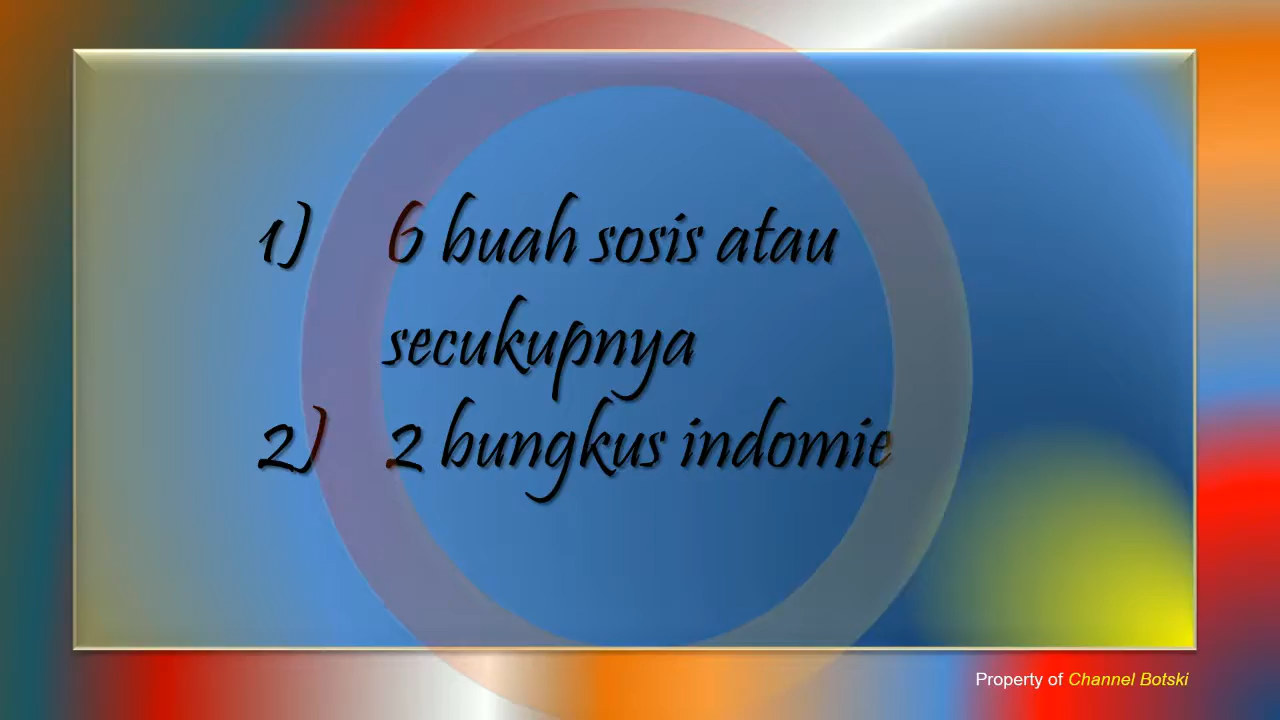 1) 6 buah sosis atau
secukupnya
2) 2 bungkus indomie
Property of Channel Botski